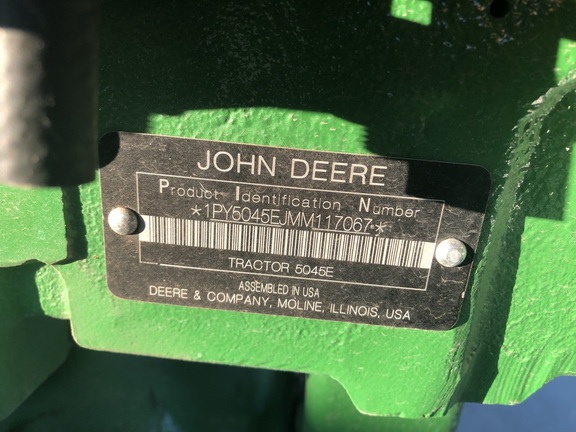 JOHN DEERE
Product Identification Number
*1PY5045EJMM117067*
TRACTOR 5045E
ASSEMBLED IN USA
DEERE & COMPANY, MOLINE, ILLINOIS, USA